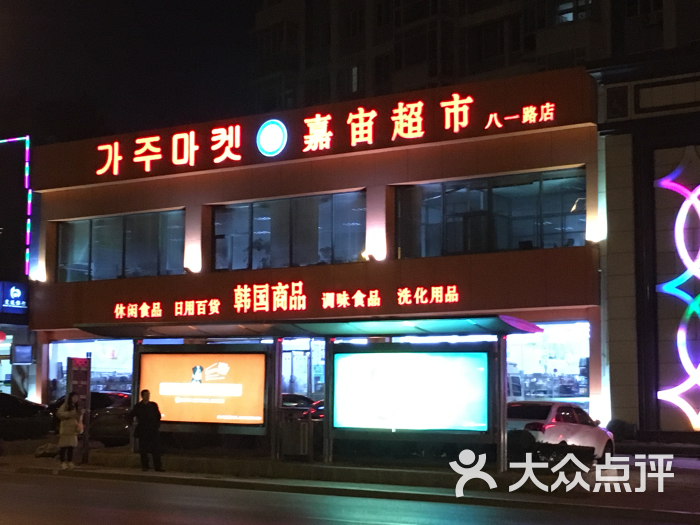 가주마켓 嘉宙超市 八一路店
休闲食品 日用百货 韩国商品 调味食品 洗化用品
大众点评